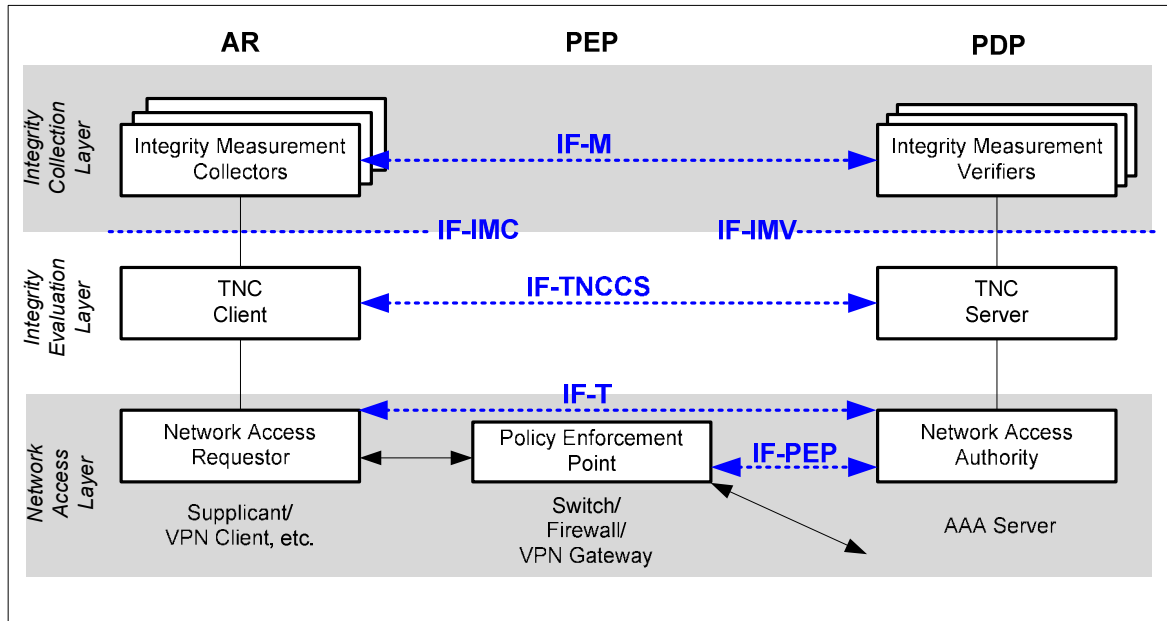 AR
PEP
PDP
Integrity
Collection
Layer
Integrity Measurement
Collectors
IF-M
Integrity Measurement
Verifiers
IF-IMC
IF-IMV
Integrity
Evaluation
Layer
TNC
Client
IF-TNCCS
TNC
Server
Network
Access
Layer
IF-T
Network Access
Requestor
Policy Enforcement
Point
IF-PEP
Network Access
Authority
Supplicant/
VPN Client, etc.
Switch/
Firewall/
VPN Gateway
AAA Server